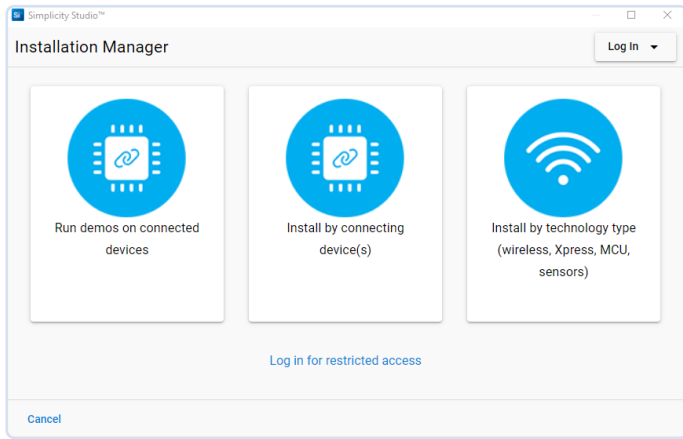 Si Simplicity Studio™
Installation Manager
Log In
Run demos on connected
devices
Install by connecting
device(s)
Install by technology type
(wireless, Xpress, MCU,
sensors)
Log in for restricted access
Cancel